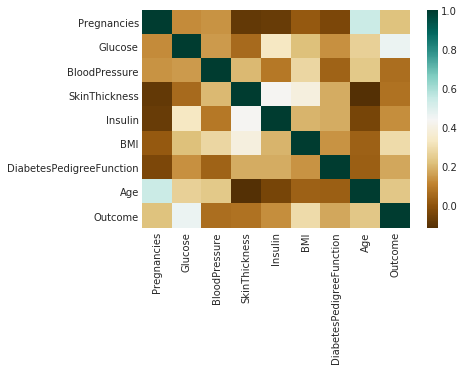 Pregnancies
Glucose
BloodPressure
SkinThickness
Insulin
BMI
DiabetesPedigreeFunction
Age
Outcome
Pregnancies
Glucose
BloodPressure
SkinThickness
Insulin
BMI
DiabetesPedigreeFunction
Age
Outcome
1.0
0.8
0.6
0.4
0.2
0.0